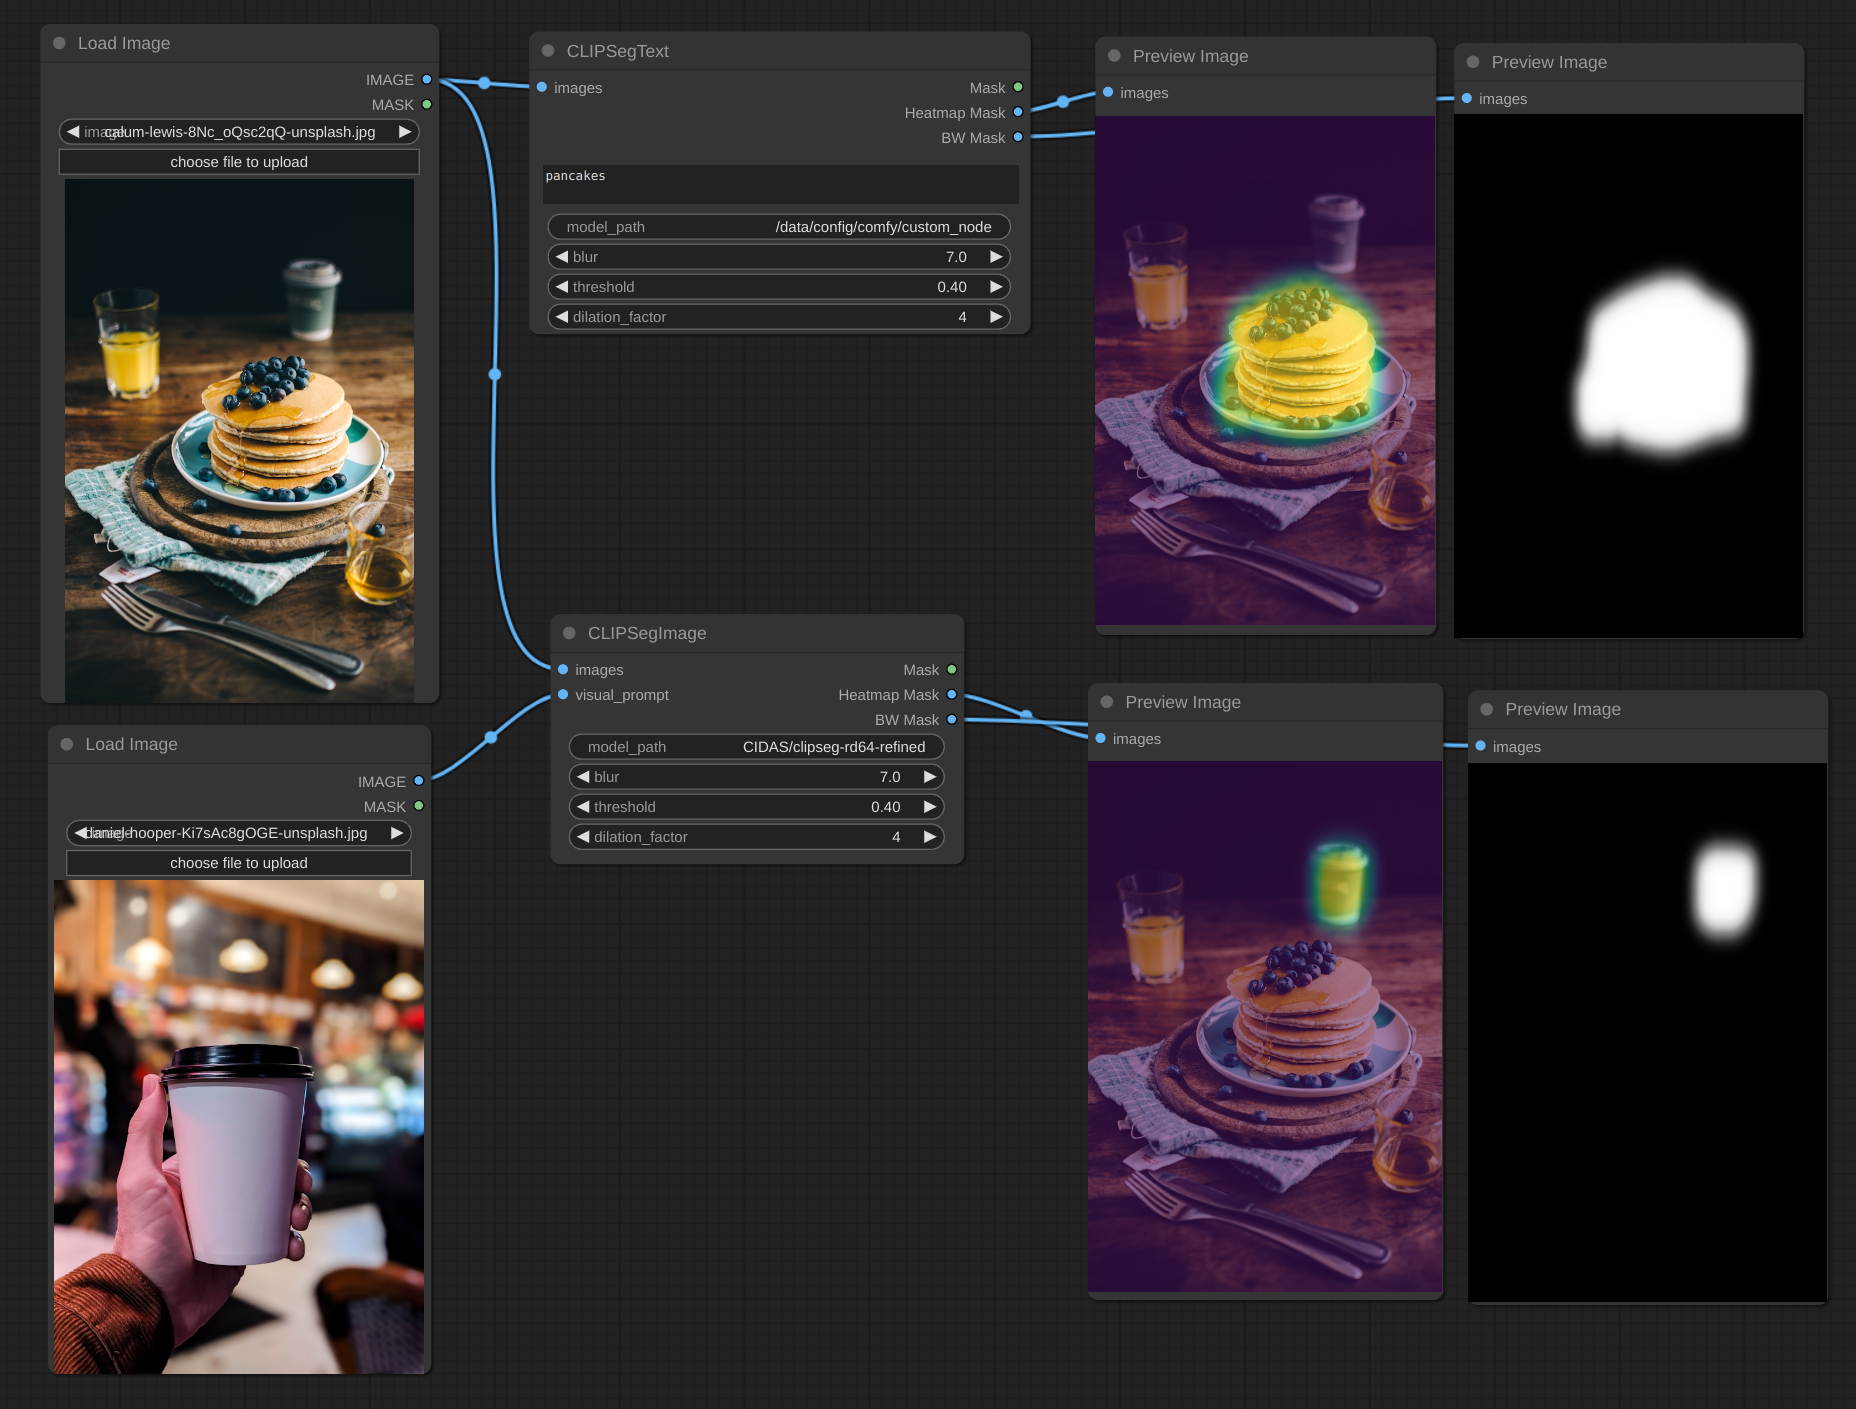 Load Image
IMAGE
MASK
calum-lewis-8Nc_oQsc2qQ-unsplash.jpg
choose file to upload
CLIPSegText
images
Mask
Heatmap Mask
BW Mask
pancakes
model_path /data/config/comfy/custom_node
blur 7.0
threshold 0.40
dilation_factor 4
Preview Image
images
Preview Image
images
CLIPSegImage
images
Mask
visual_prompt
Heatmap Mask
BW Mask
model_path CIDAS/clipseg-rd64-refined
blur 7.0
threshold 0.40
dilation_factor 4
Load Image
IMAGE
MASK
daniel-hooper-Ki7sAc8gOGE-unsplash.jpg
choose file to upload
Preview Image
images
Preview Image
images